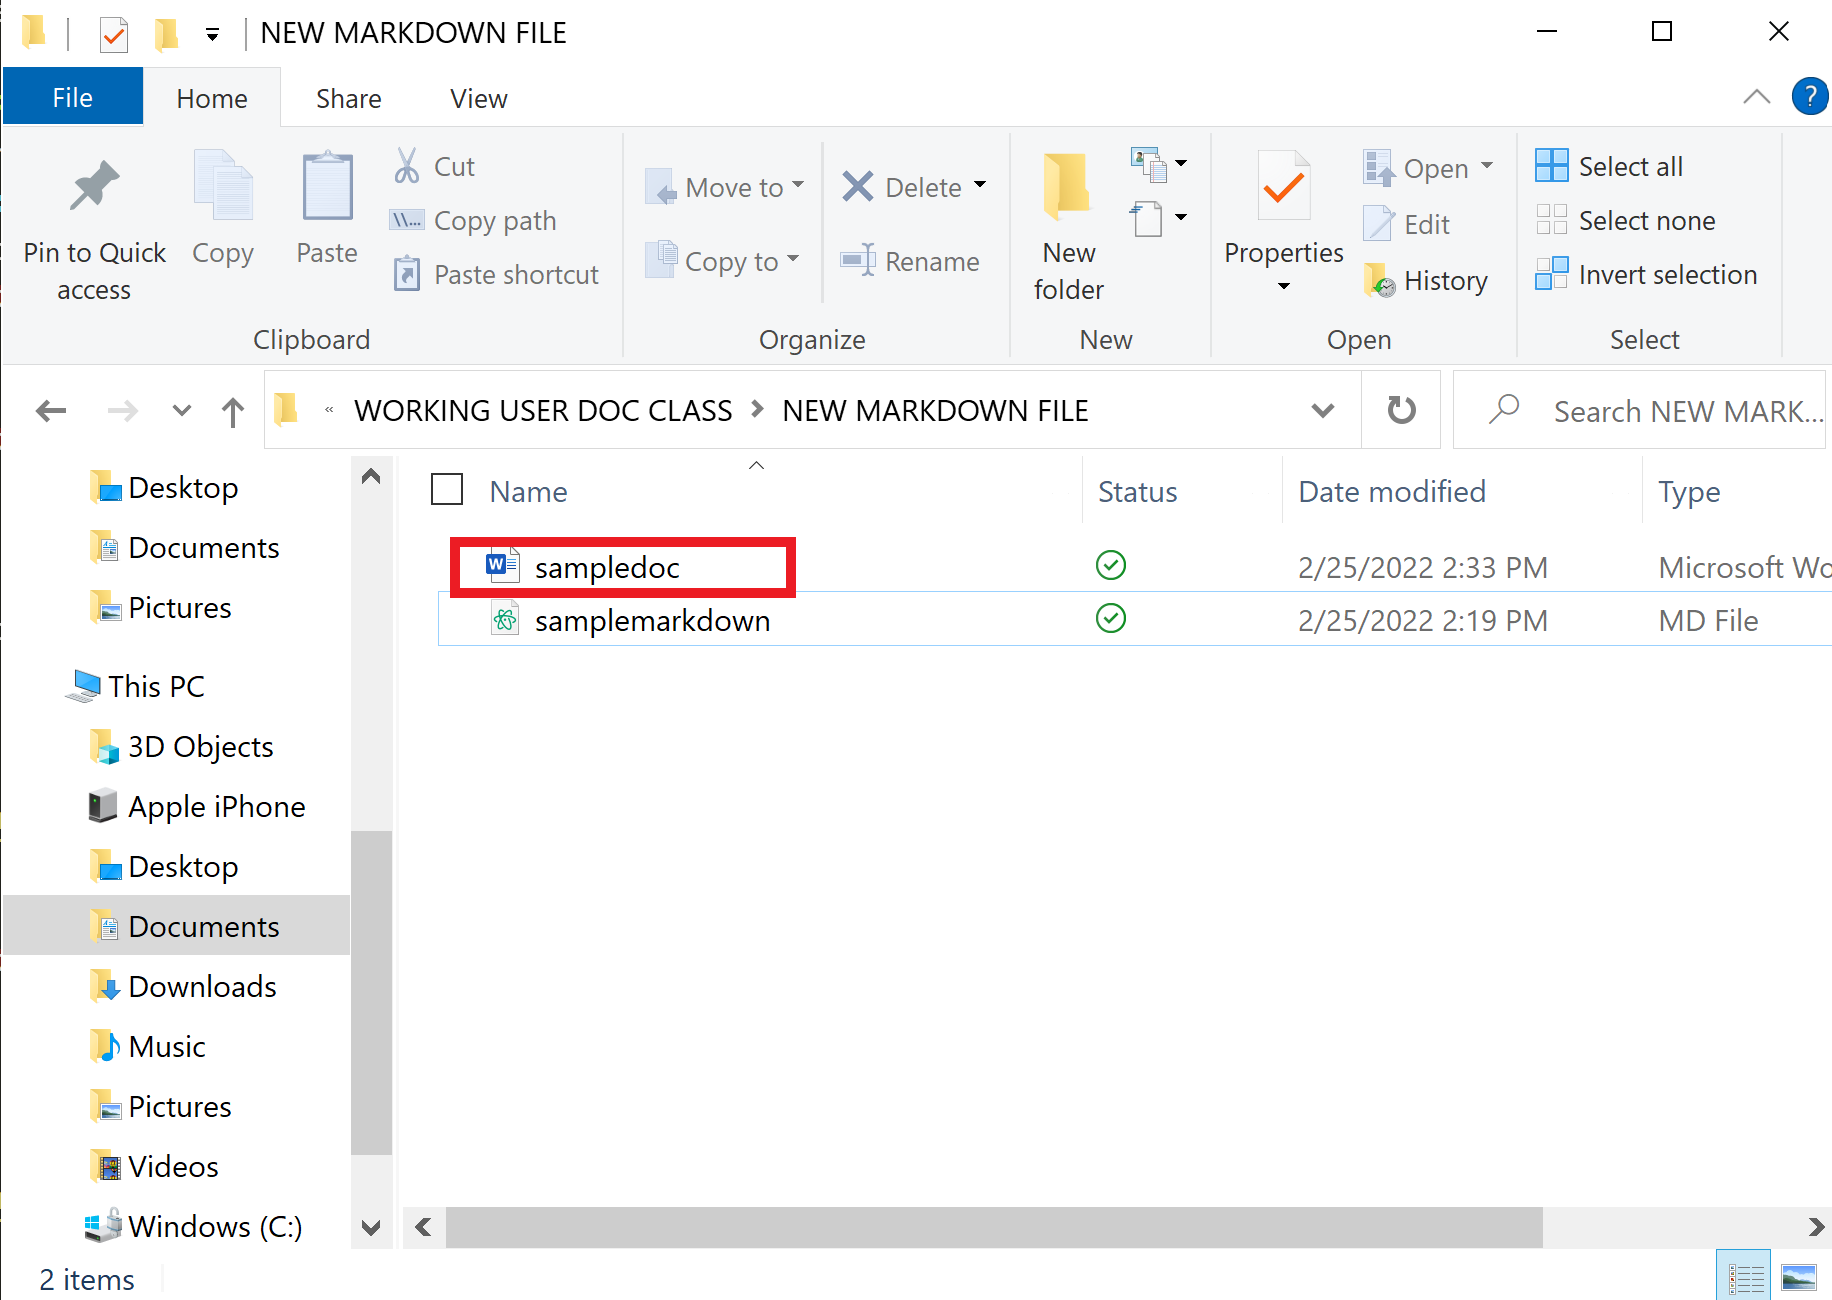 NEW MARKDOWN FILE
File Home Share View
Pin to Quick access
Copy
Paste
Cut
Copy path
Paste shortcut
Clipboard
Move to
Copy to
Delete
Rename
Organize
New folder
New
Properties
Open
Edit
History
Open
Select all
Select none
Invert selection
Select
« WORKING USER DOC CLASS > NEW MARKDOWN FILE
Search NEW MARK...
Desktop
Documents
Pictures
This PC
3D Objects
Apple iPhone
Desktop
Documents
Downloads
Music
Pictures
Videos
Windows (C:)
Name Status Date modified Type
sampledoc 2/25/2022 2:33 PM Microsoft Wo
samplemarkdown 2/25/2022 2:19 PM MD File
2 items